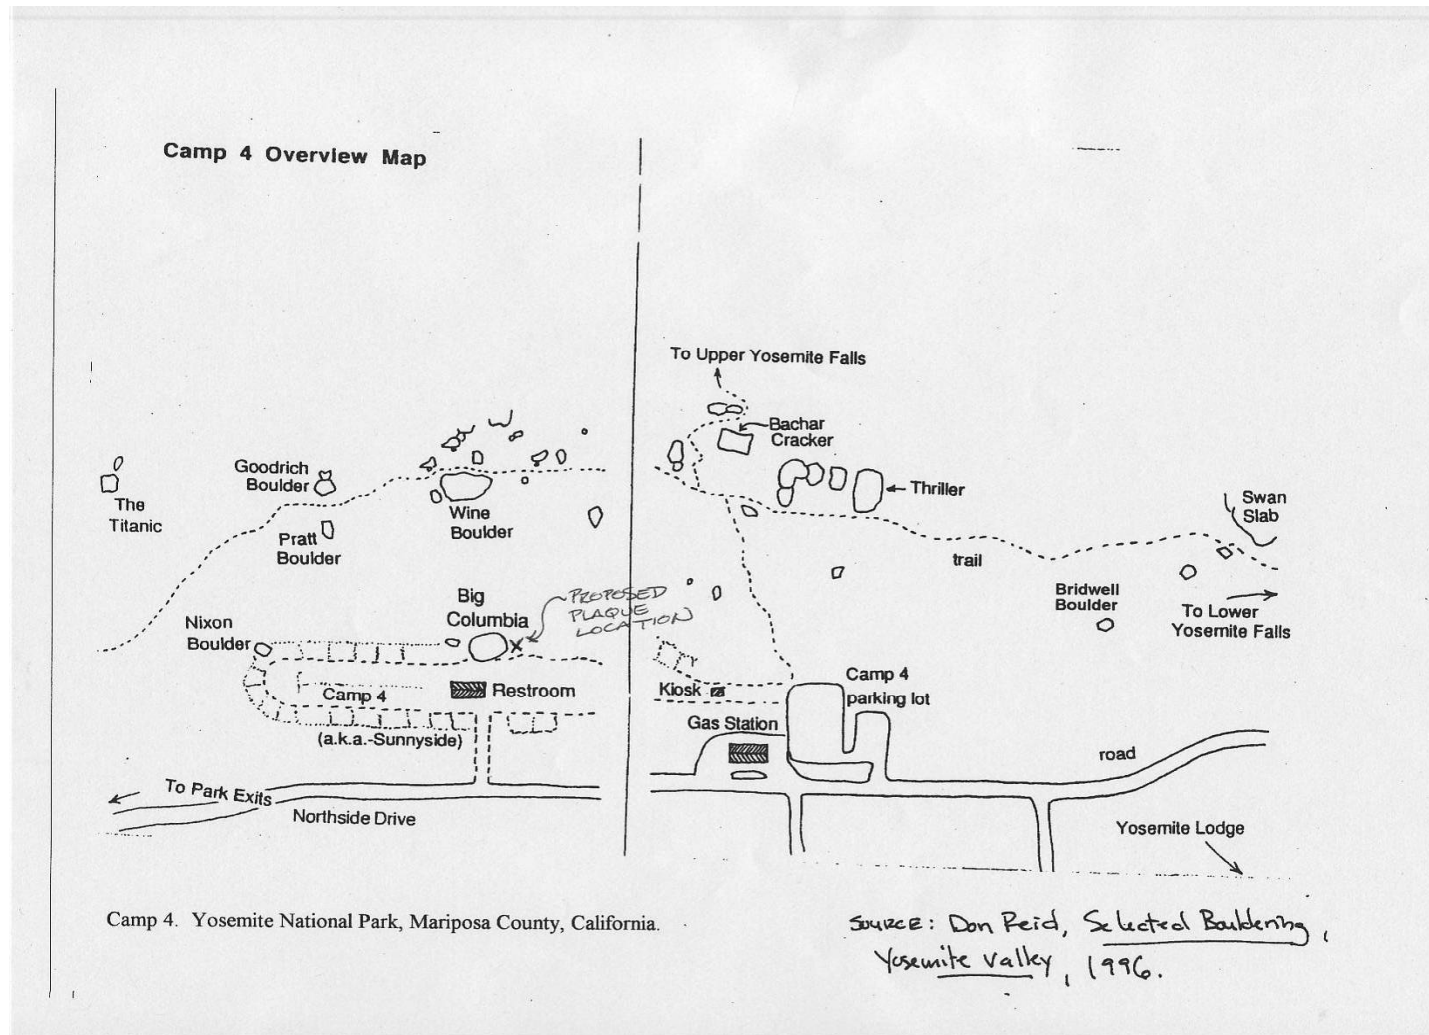 Camp 4 Overview Map
To Upper Yosemite Falls
Bachar
Cracker
Goodrich
Boulder
The
Titanic
Wine
Boulder
Pratt
Boulder
Thriller
Swan
Slab
trail
Bridwell
Boulder
To Lower
Yosemite Falls
Big
Columbia
PROPOSED
PLAQUE
LOCATION
Nixon
Boulder
Camp 4
Restroom
Kiosk
Camp 4
parking lot
(a.k.a.-Sunnyside)
Gas Station
road
To Park Exits
Northside Drive
Yosemite Lodge
Camp 4. Yosemite National Park, Mariposa County, California.
SOURCE: Don Reid, Selected Bouldering,
Yosemite Valley, 1996.